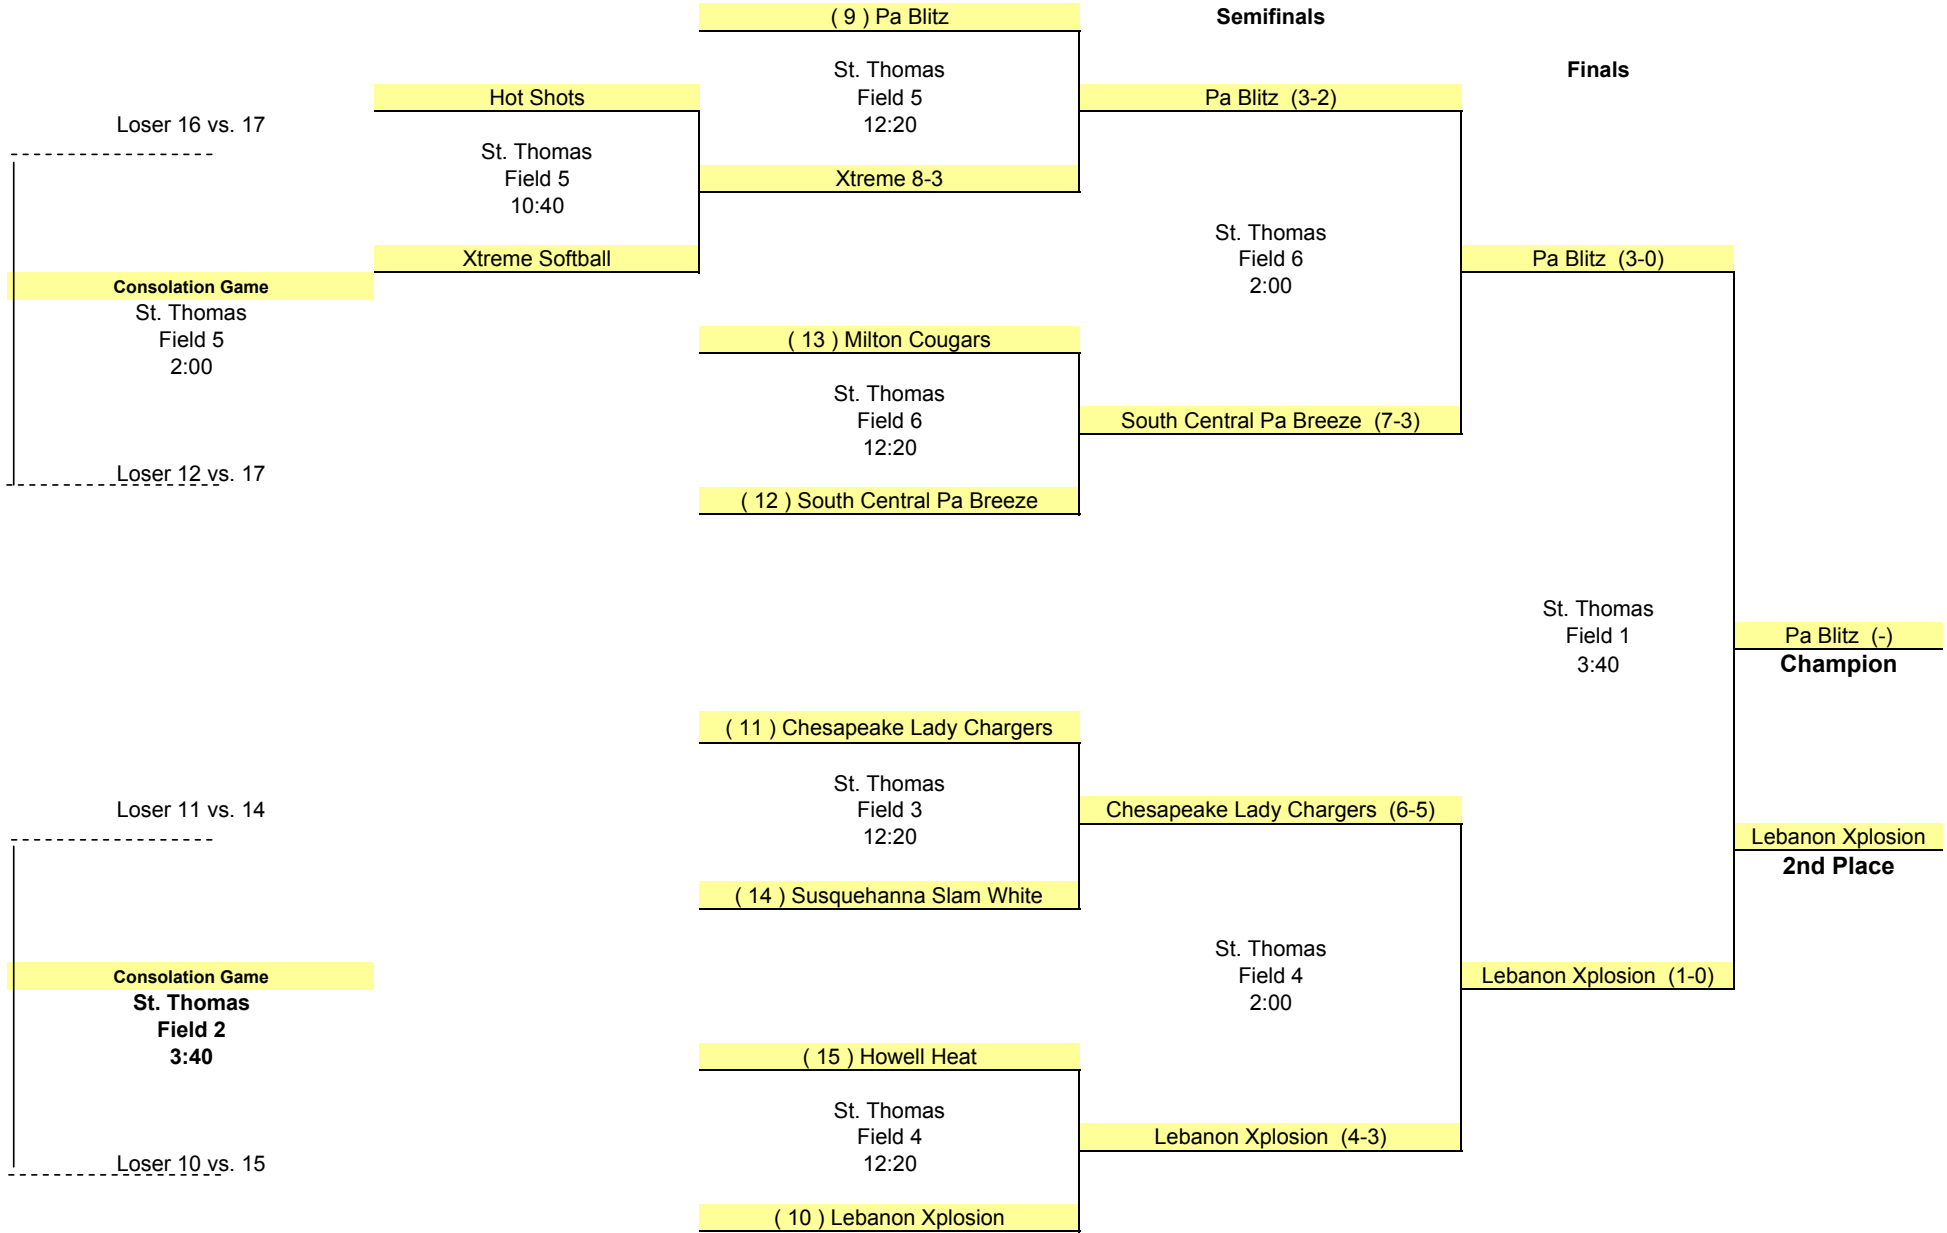 ( 9 ) Pa Blitz
Semifinals
St. Thomas
Field 5
12:20
Finals
Hot Shots
Pa Blitz (3-2)
Loser 16 vs. 17
St. Thomas
Field 5
10:40
Xtreme 8-3
St. Thomas
Field 6
2:00
Xtreme Softball
Pa Blitz (3-0)
Consolation Game
St. Thomas
Field 5
2:00
( 13 ) Milton Cougars
St. Thomas
Field 6
12:20
South Central Pa Breeze (7-3)
Loser 12 vs. 17
( 12 ) South Central Pa Breeze
St. Thomas
Field 1
3:40
Pa Blitz (-)
Champion
( 11 ) Chesapeake Lady Chargers
St. Thomas
Field 3
12:20
Loser 11 vs. 14
Chesapeake Lady Chargers (6-5)
Lebanon Xplosion
2nd Place
( 14 ) Susquehanna Slam White
St. Thomas
Field 4
2:00
Consolation Game
St. Thomas
Field 2
3:40
Lebanon Xplosion (1-0)
( 15 ) Howell Heat
St. Thomas
Field 4
12:20
Lebanon Xplosion (4-3)
Loser 10 vs. 15
( 10 ) Lebanon Xplosion